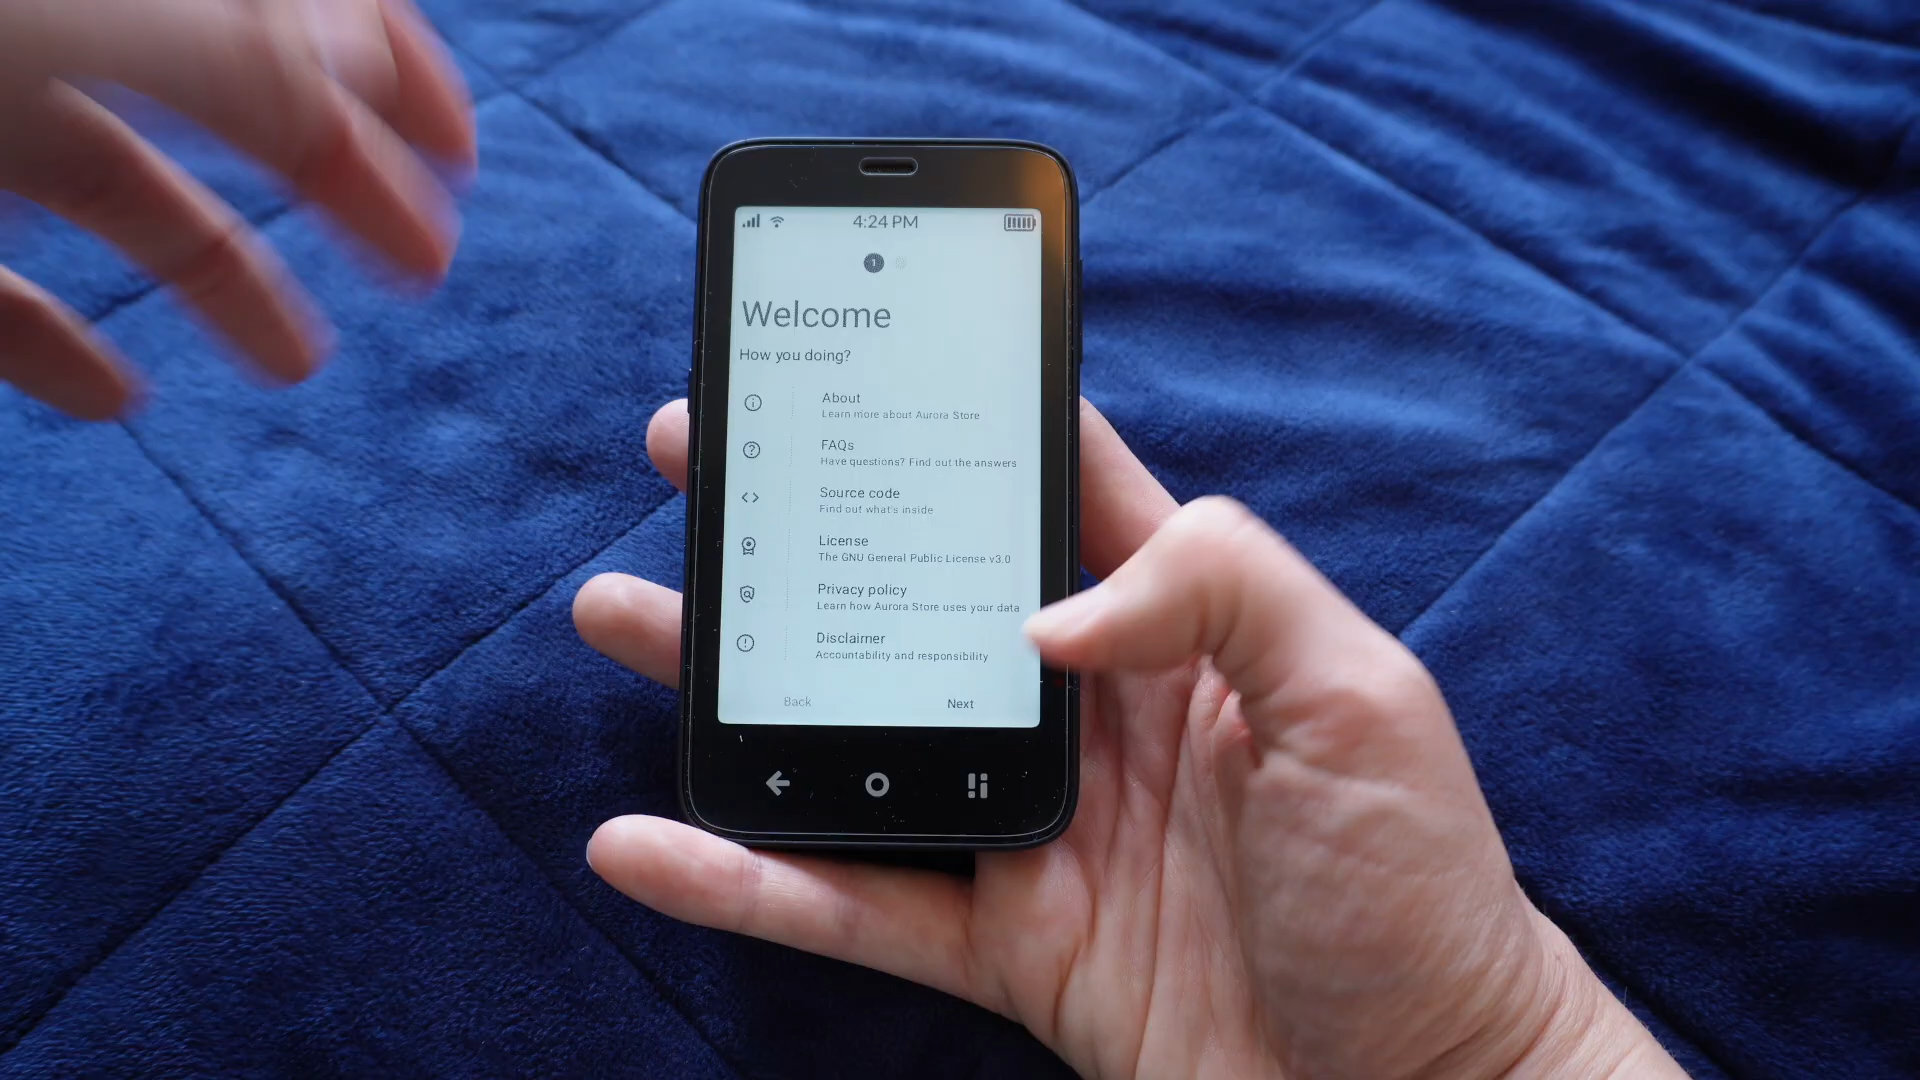 4:24 PM
1
Welcome
How you doing?
About
Learn more about Aurora Store
FAQs
Have questions? Find out the answers
Source code
Find out what's inside
License
The GNU General Public License v3.0
Privacy policy
Learn how Aurora Store uses your data
Disclaimer
Accountability and responsibility
Back
Next